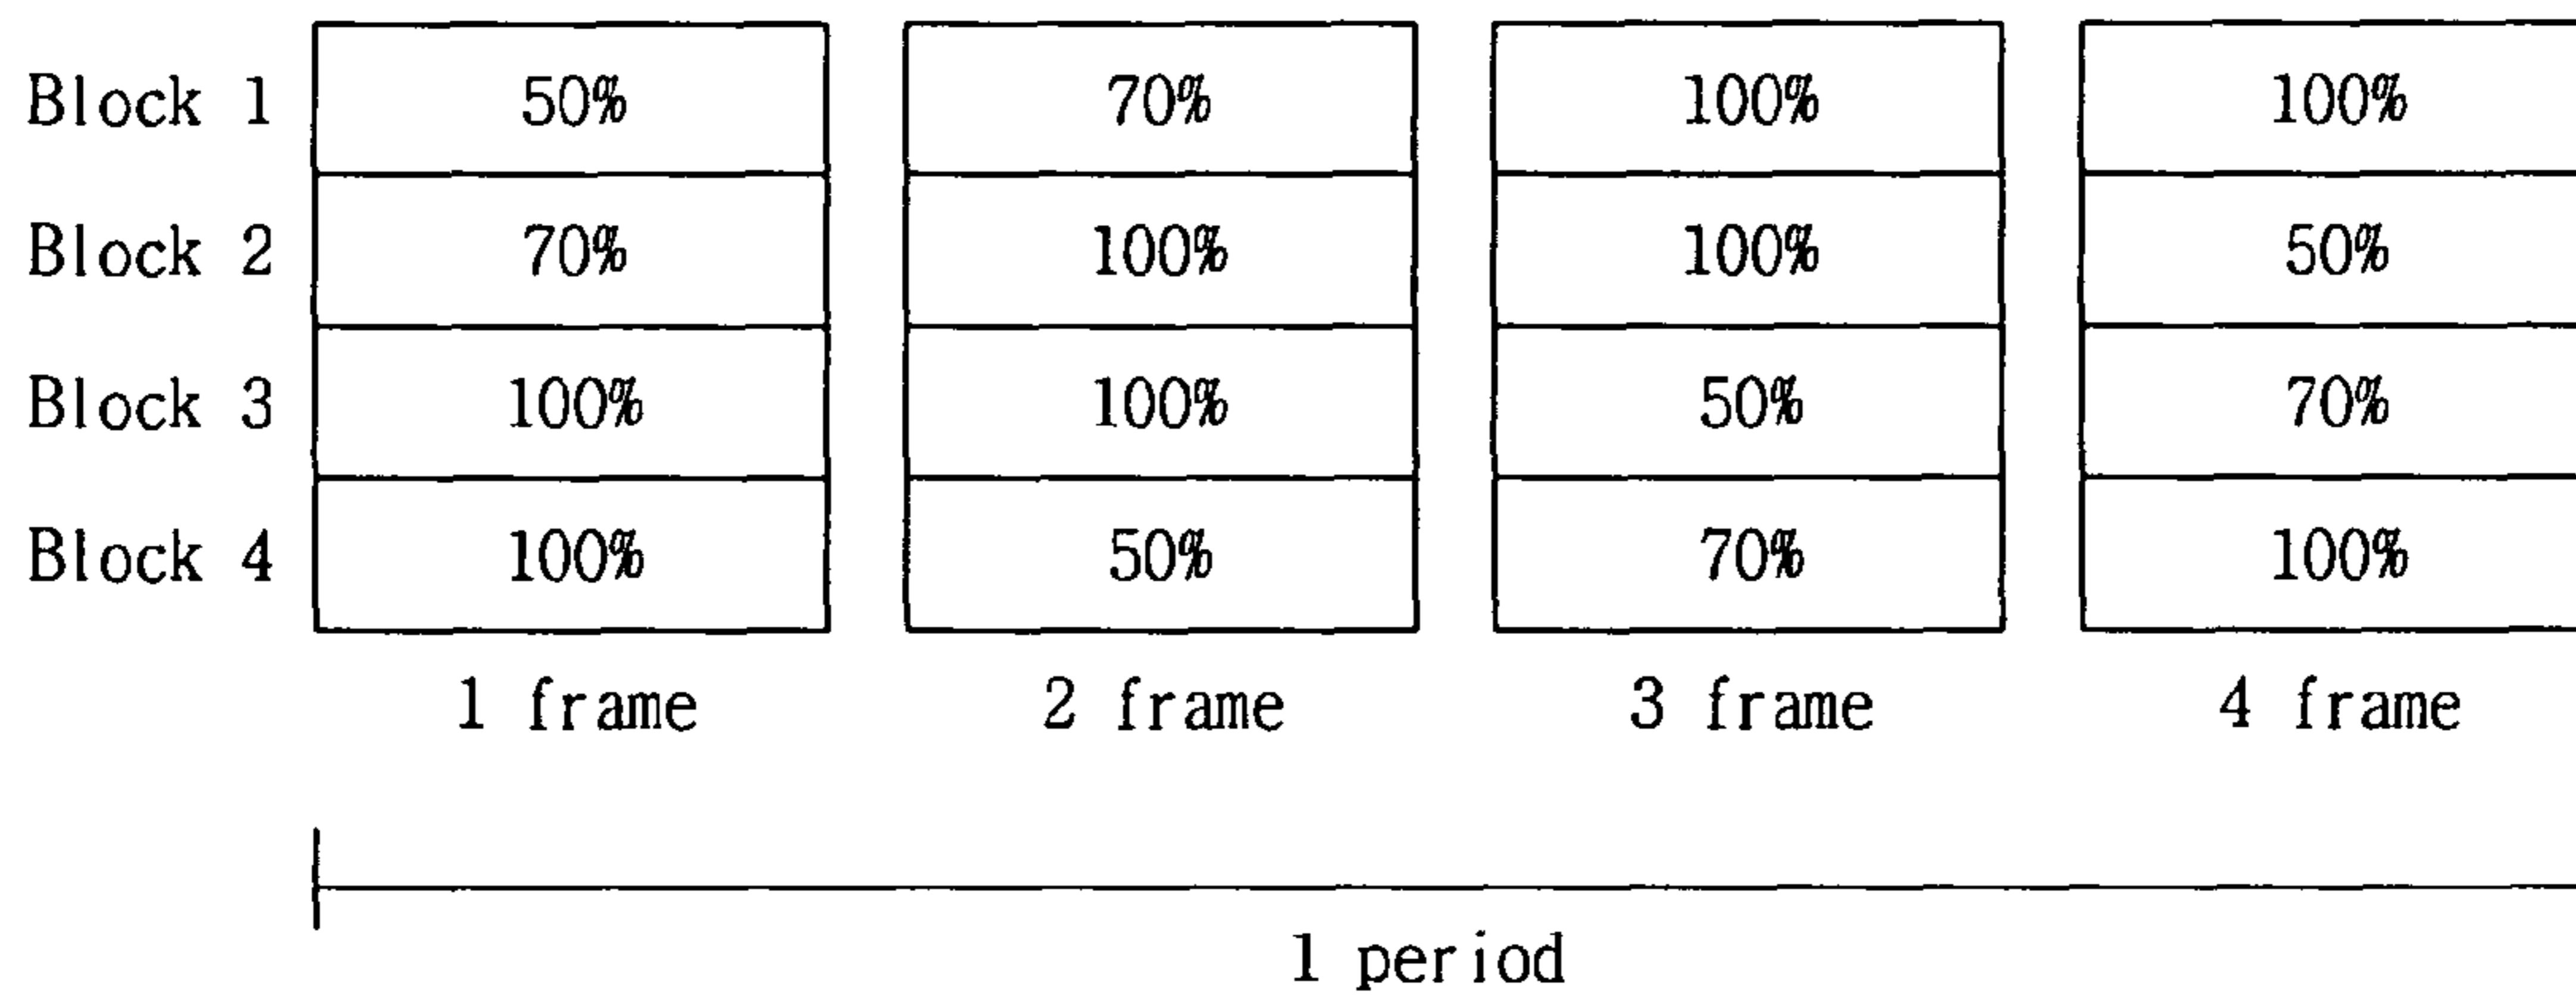 Block 1 50% 70% 100% 100%
Block 2 70% 100% 100% 50%
Block 3 100% 100% 50% 70%
Block 4 100% 50% 70% 100%
1 frame 2 frame 3 frame 4 frame
1 period